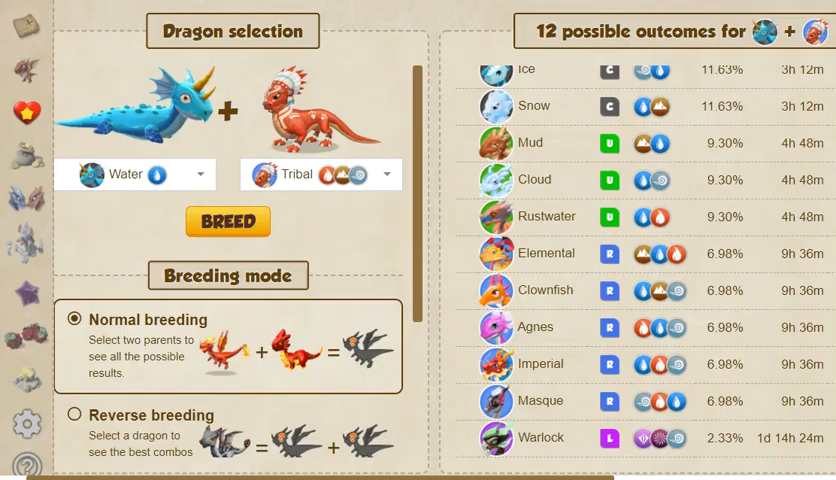 Dragon selection
Water
Tribal
BREED
Breeding mode
Normal breeding
Select two parents to
see all the possible
results.
Reverse breeding
Select a dragon to
see the best combos
12 possible outcomes for + 
Ice C 11.63% 3h 12m
Snow C 11.63% 3h 12m
Mud U 9.30% 4h 48m
Cloud U 9.30% 4h 48m
Rustwater U 9.30% 4h 48m
Elemental R 6.98% 9h 36m
Clownfish R 6.98% 9h 36m
Agnes R 6.98% 9h 36m
Imperial R 6.98% 9h 36m
Masque R 6.98% 9h 36m
Warlock L 2.33% 1d 14h 24m